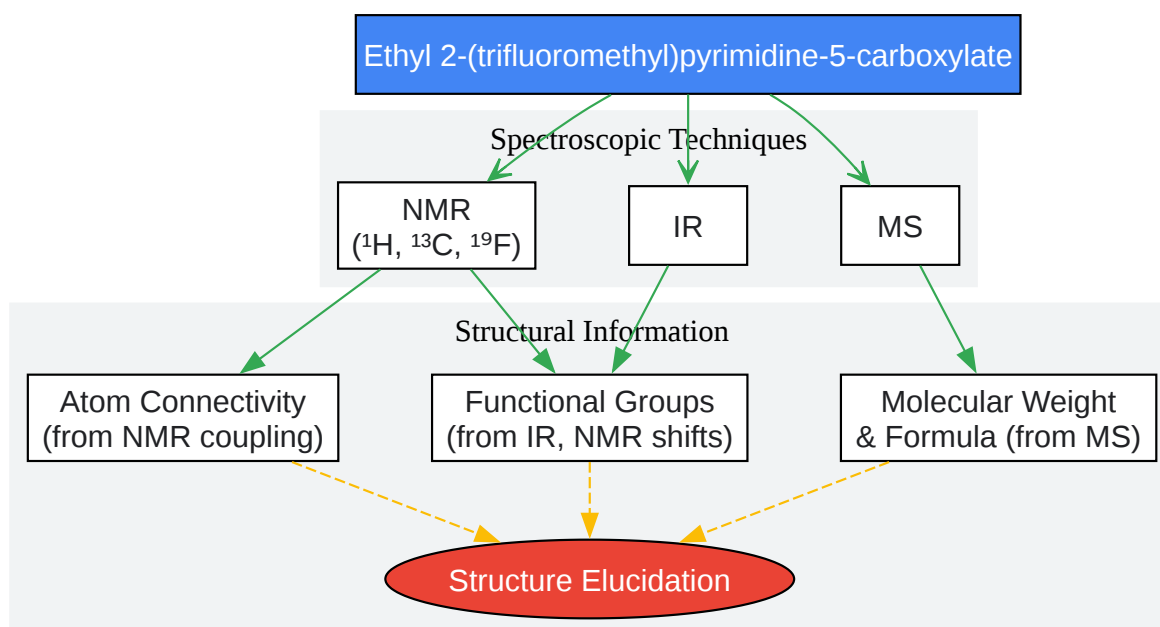 Ethyl 2-(trifluoromethyl)pyrimidine-5-carboxylate
Spectroscopic Techniques
NMR
(¹H, ¹³C, ¹⁹F)
IR
MS
Structural Information
Atom Connectivity
(from NMR coupling)
Functional Groups
(from IR, NMR shifts)
Molecular Weight
& Formula (from MS)
Structure Elucidation